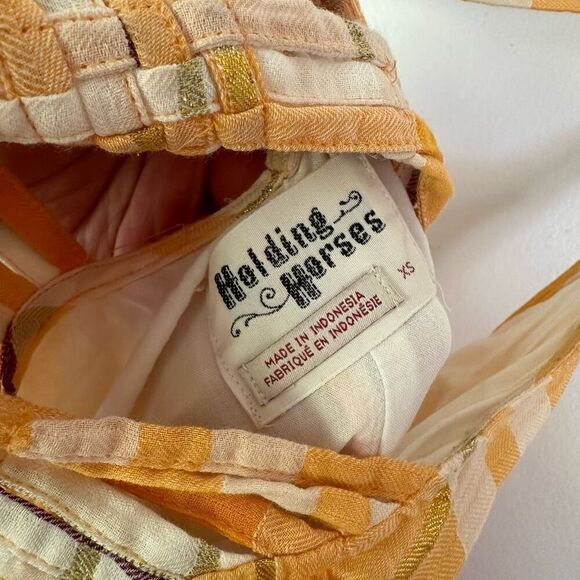 Holding
Horses
XS
MADE IN INDONESIA
FABRIQUÉ EN INDONÉSIE